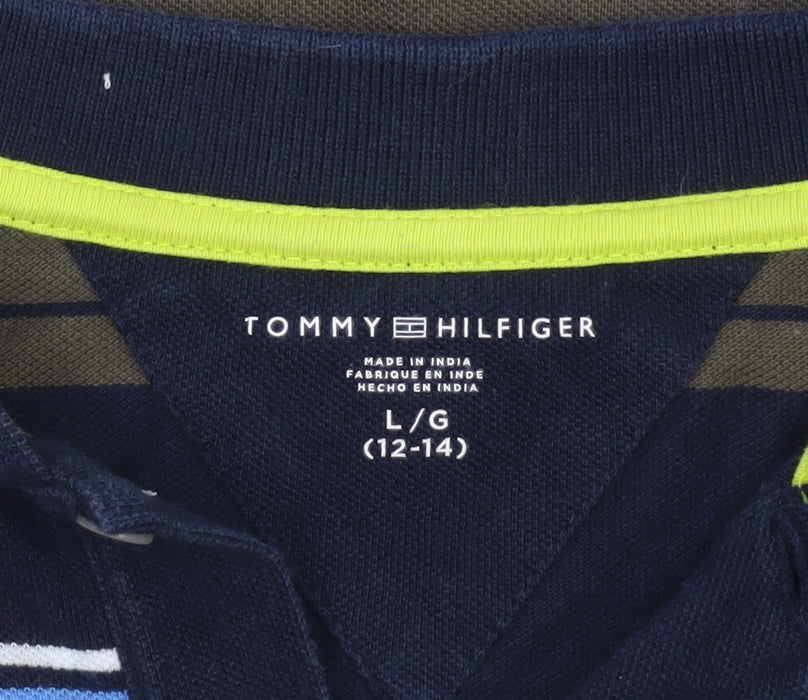 TOMMY HILFIGER
MADE IN INDIA
FABRIQUE EN INDE
HECHO EN INDIA
L/G
(12-14)